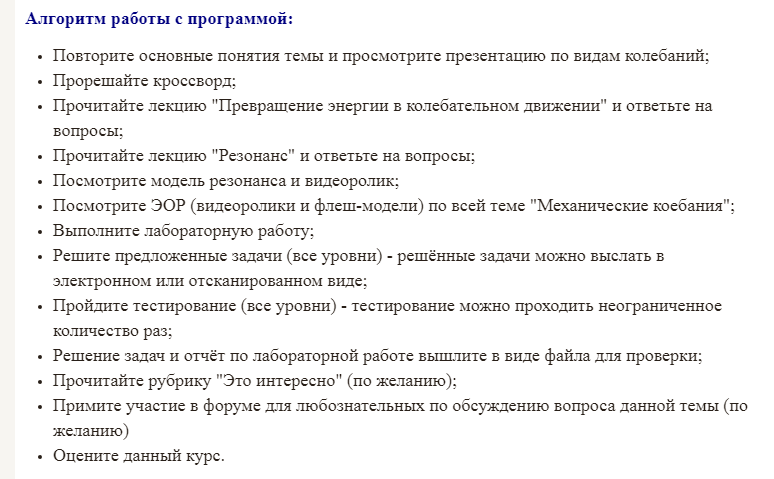 Алгоритм работы с программой:
• Повторите основные понятия темы и просмотрите презентацию по видам колебаний;
• Прорешайте кроссворд;
• Прочитайте лекцию "Превращение энергии в колебательном движении" и ответьте на
вопросы;
• Прочитайте лекцию "Резонанс" и ответьте на вопросы;
• Посмотрите модель резонанса и видеоролик;
• Посмотрите ЭОР (видеоролики и флеш-модели) по всей теме "Механические коебания";
• Выполните лабораторную работу;
• Решите предложенные задачи (все уровни) - решённые задачи можно выслать в
электронном или отсканированном виде;
• Пройдите тестирование (все уровни) - тестирование можно проходить неограниченное
количество раз;
• Решение задач и отчёт по лабораторной работе вышлите в виде файла для проверки;
• Прочитайте рубрику "Это интересно" (по желанию);
• Примите участие в форуме для любознательных по обсуждению вопроса данной темы (по
желанию)
• Оцените данный курс.